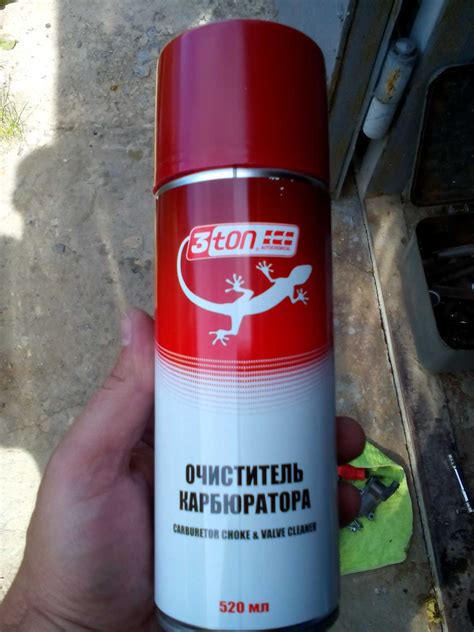 3ton
ОЧИСТИТЕЛЬ
КАРБЮРАТОРА
CARBURETOR CHOKE & VALVE CLEANER
520 мл